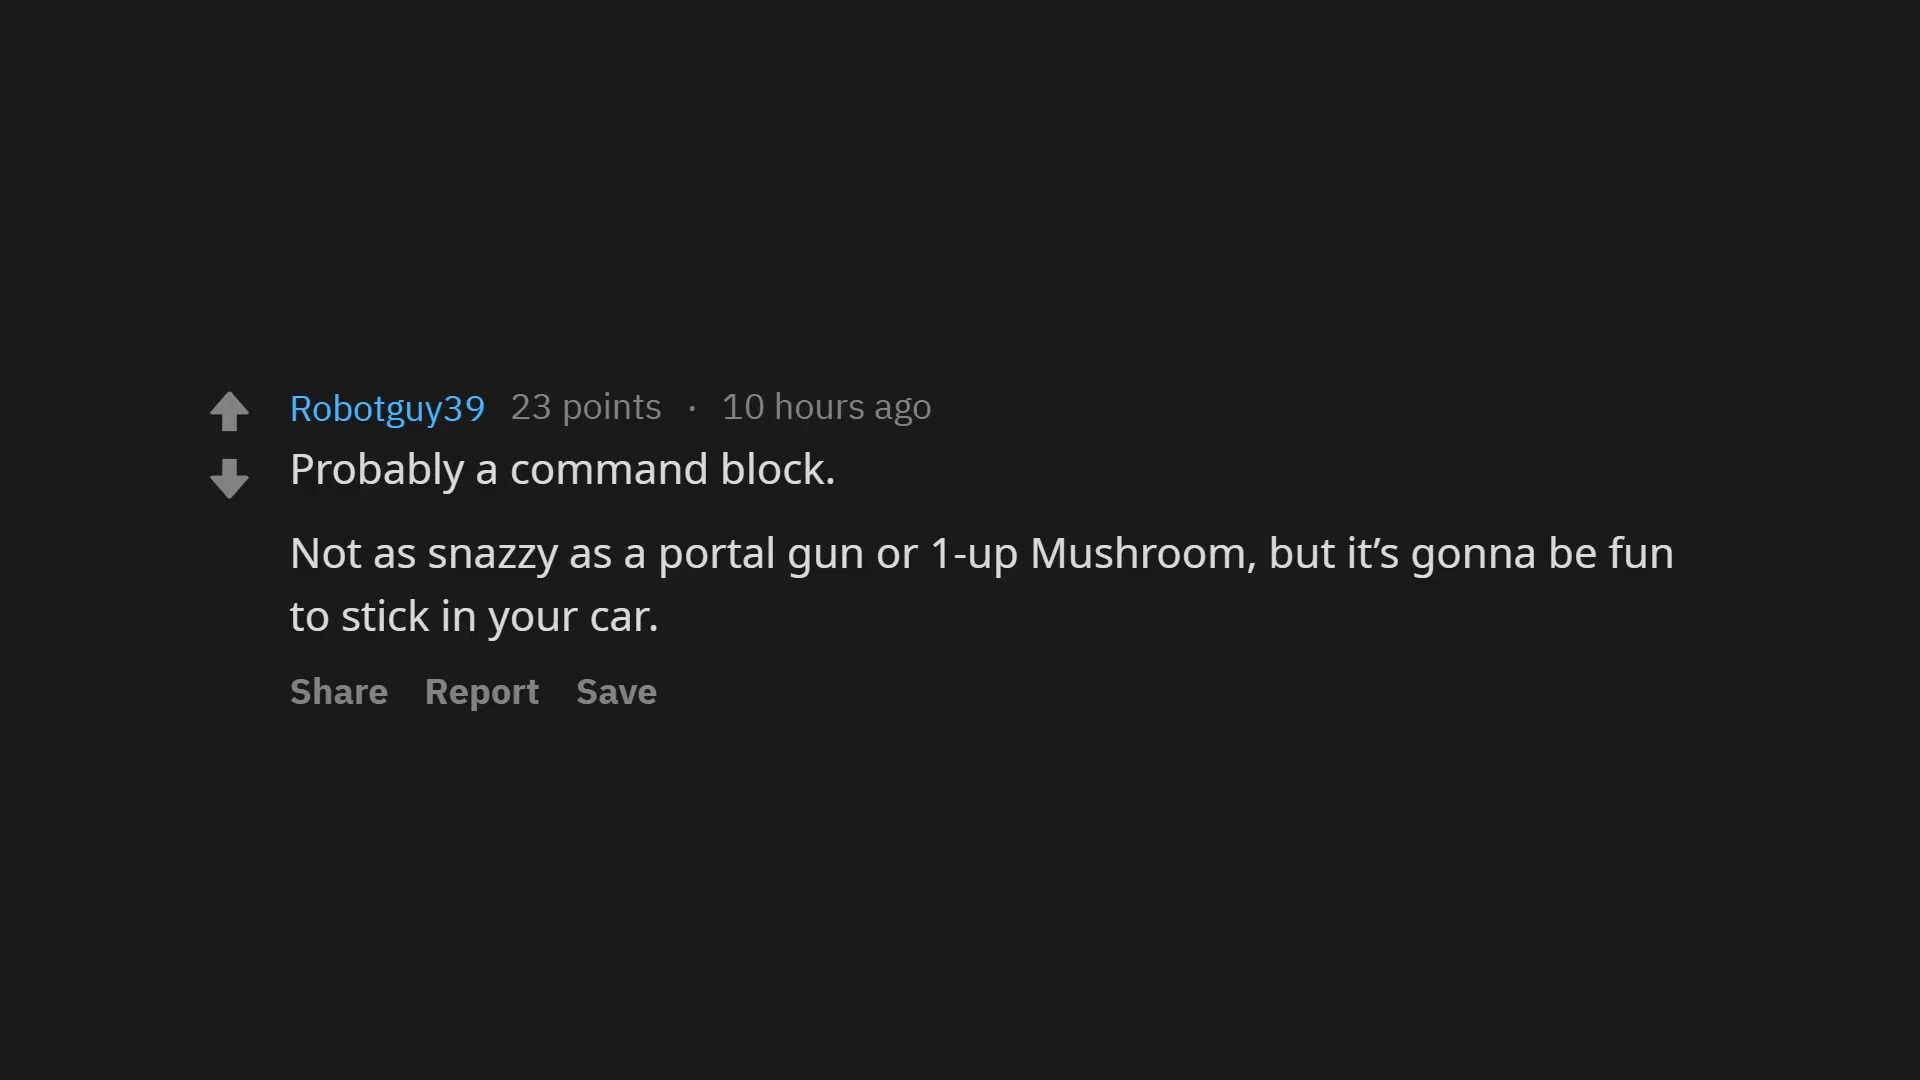 Robotguy39 23 points · 10 hours ago
Probably a command block.
Not as snazzy as a portal gun or 1-up Mushroom, but it’s gonna be fun
to stick in your car.
Share Report Save